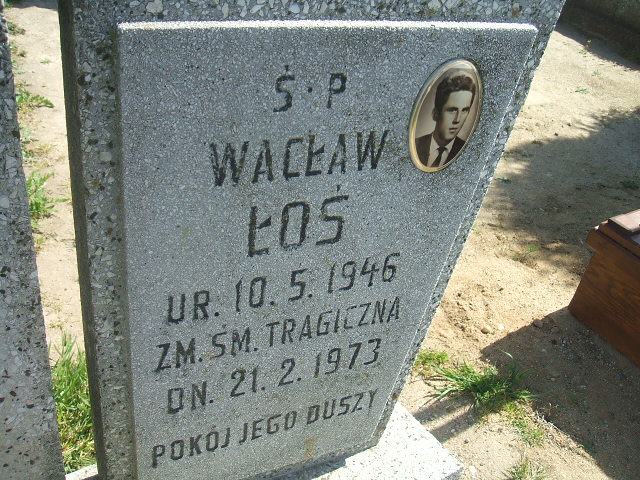 Ś·P
WACŁAW
ŁOŚ
UR. 10. 5. 1946
ZM. ŚM. TRAGICZNA
DN. 21. 2. 1973
POKÓJ JEGO DUSZY